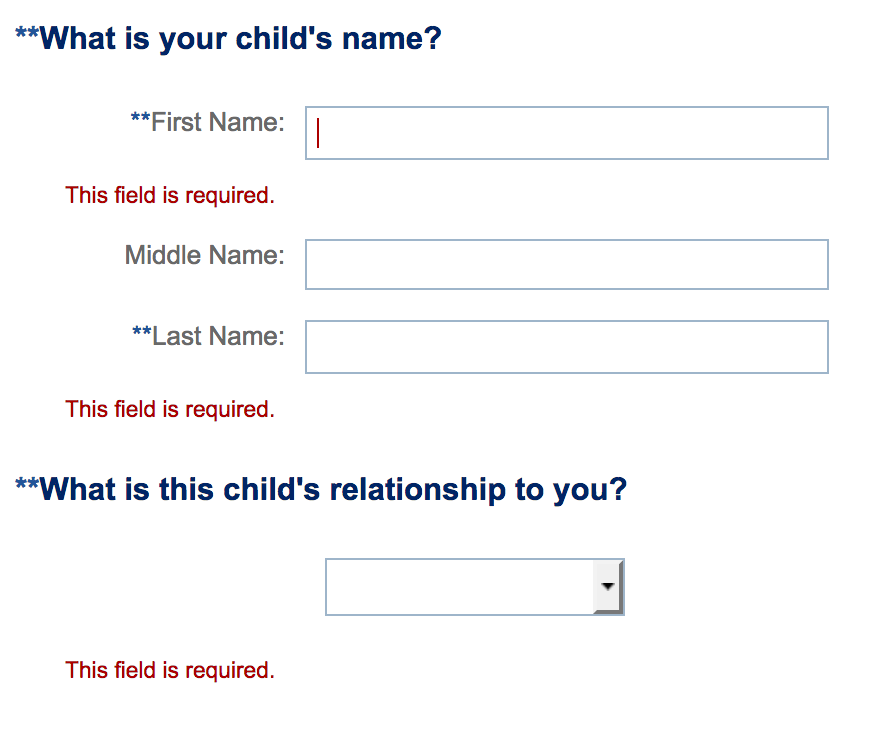 **What is your child's name?
**First Name:
This field is required.
Middle Name:
**Last Name:
This field is required.
**What is this child's relationship to you?
This field is required.